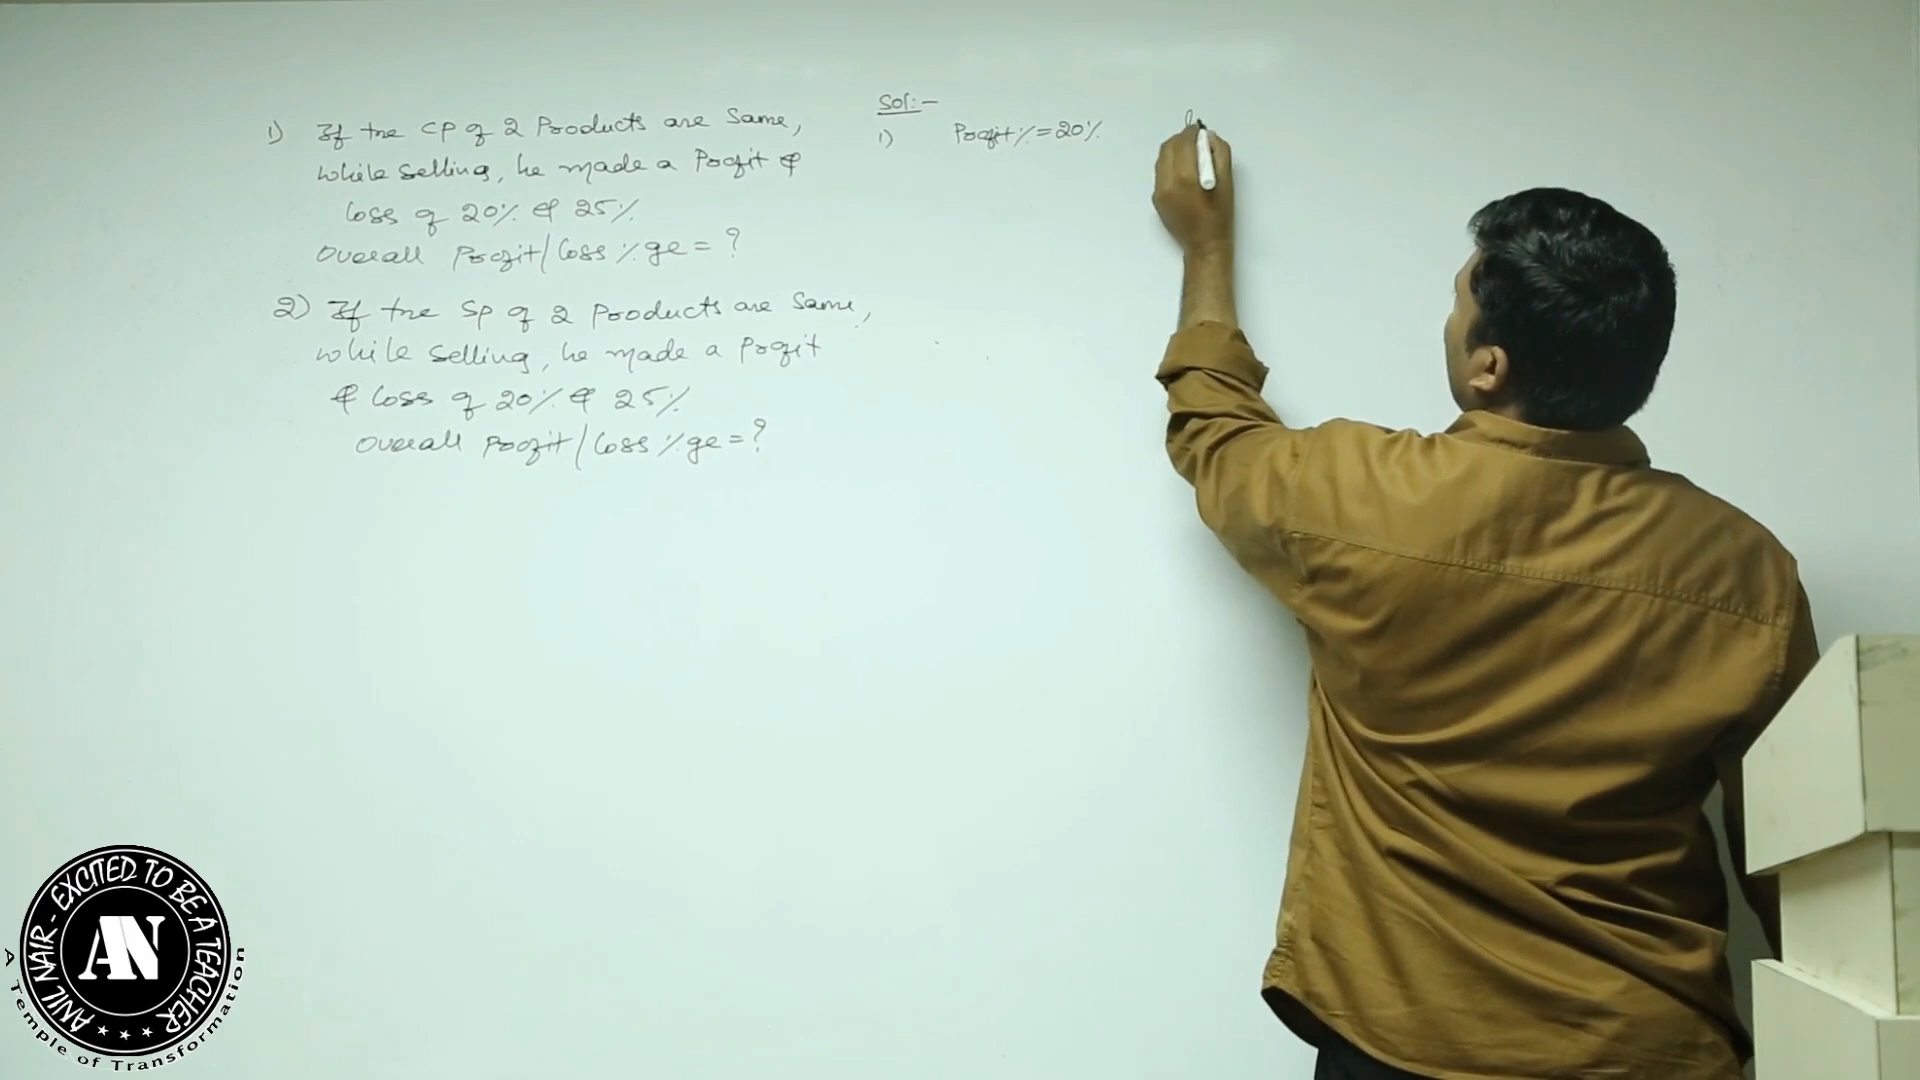 1) If the CP of 2 Products are Same,
while selling, he made a Profit &
loss of 20% & 25%
Overall Profit/loss %ge = ?
2) If the SP of 2 Products are Same,
while selling, he made a Profit
& loss of 20% & 25%
Overall Profit/loss %ge = ?
Sol:-
1) Profit% = 20%
ANIL NAIR - EXCITED TO BE A TEACHER
AN
A Temple of Transformation